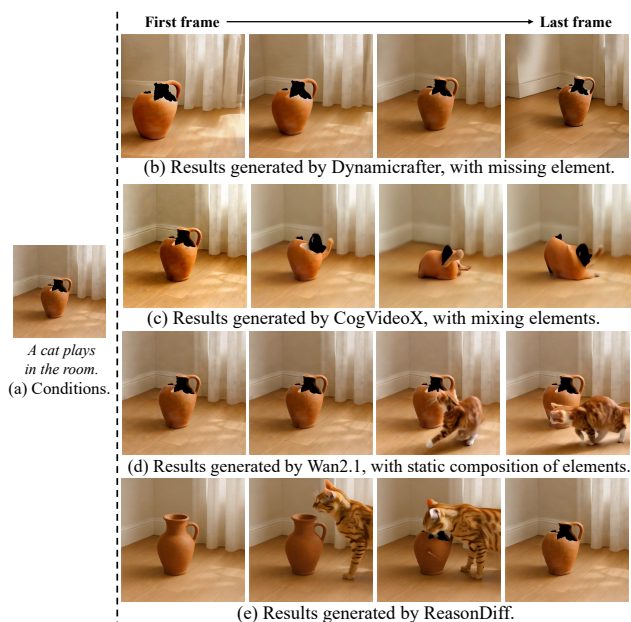 First frame
Last frame
(b) Results generated by Dynamicrafter, with missing element.
(c) Results generated by CogVideoX, with mixing elements.
A cat plays
in the room.
(a) Conditions.
(d) Results generated by Wan2.1, with static composition of elements.
(e) Results generated by ReasonDiff.